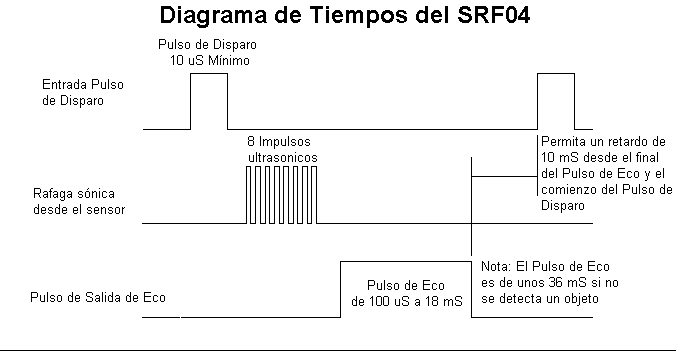 Diagrama de Tiempos del SRF04
Pulso de Disparo
10 uS Mínimo
Entrada Pulso
de Disparo
8 Impulsos
ultrasonicos
Permita un retardo de
10 mS desde el final
del Pulso de Eco y el
comienzo del Pulso de
Disparo
Rafaga sónica
desde el sensor
Pulso de Salida de Eco
Pulso de Eco
de 100 uS a 18 mS
Nota: El Pulso de Eco
es de unos 36 mS si no
se detecta un objeto